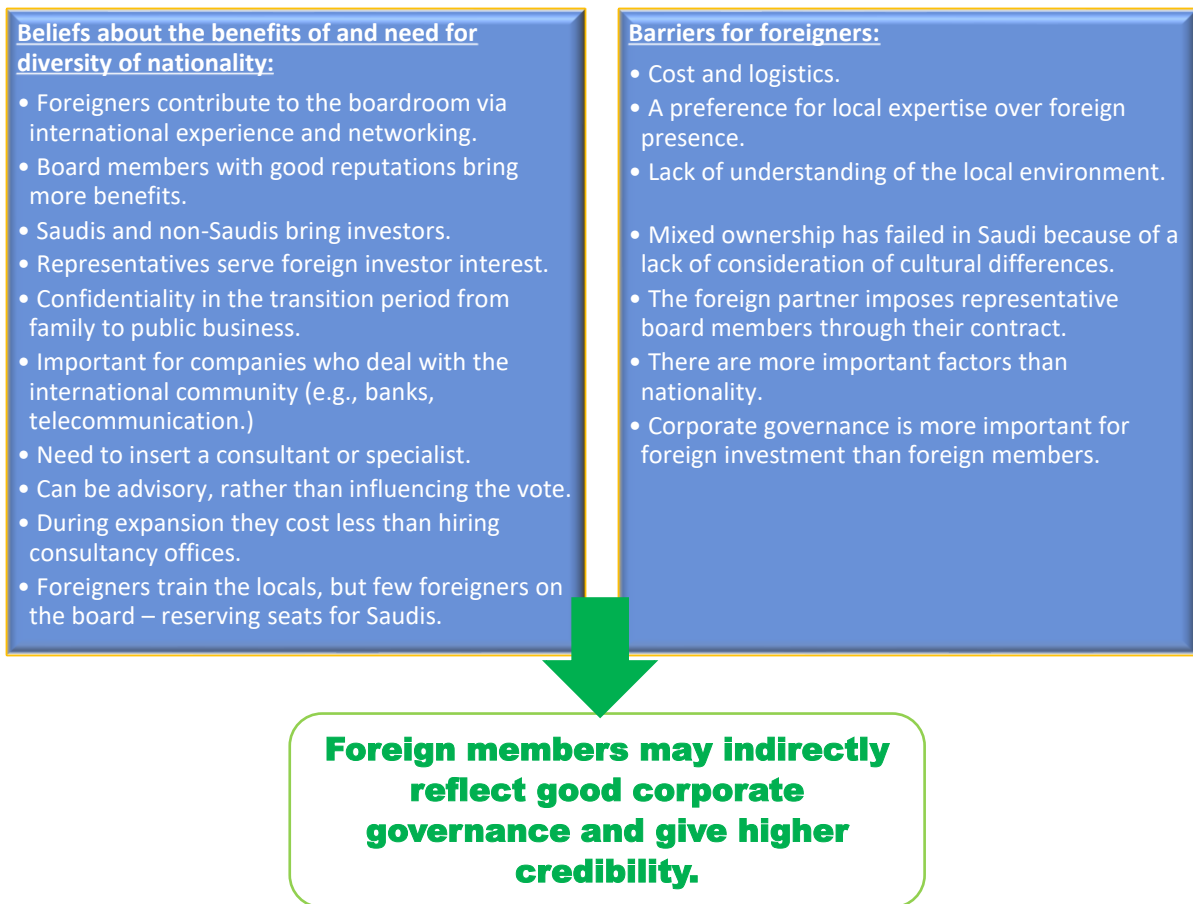 Beliefs about the benefits of and need for
diversity of nationality:
• Foreigners contribute to the boardroom via
international experience and networking.
• Board members with good reputations bring
more benefits.
• Saudis and non-Saudis bring investors.
• Representatives serve foreign investor interest.
• Confidentiality in the transition period from
family to public business.
• Important for companies who deal with the
international community (e.g., banks,
telecommunication.)
• Need to insert a consultant or specialist.
• Can be advisory, rather than influencing the vote.
• During expansion they cost less than hiring
consultancy offices.
• Foreigners train the locals, but few foreigners on
the board – reserving seats for Saudis.
Barriers for foreigners:
• Cost and logistics.
• A preference for local expertise over foreign
presence.
• Lack of understanding of the local environment.
• Mixed ownership has failed in Saudi because of a
lack of consideration of cultural differences.
• The foreign partner imposes representative
board members through their contract.
• There are more important factors than
nationality.
• Corporate governance is more important for
foreign investment than foreign members.
Foreign members may indirectly
reflect good corporate
governance and give higher
credibility.